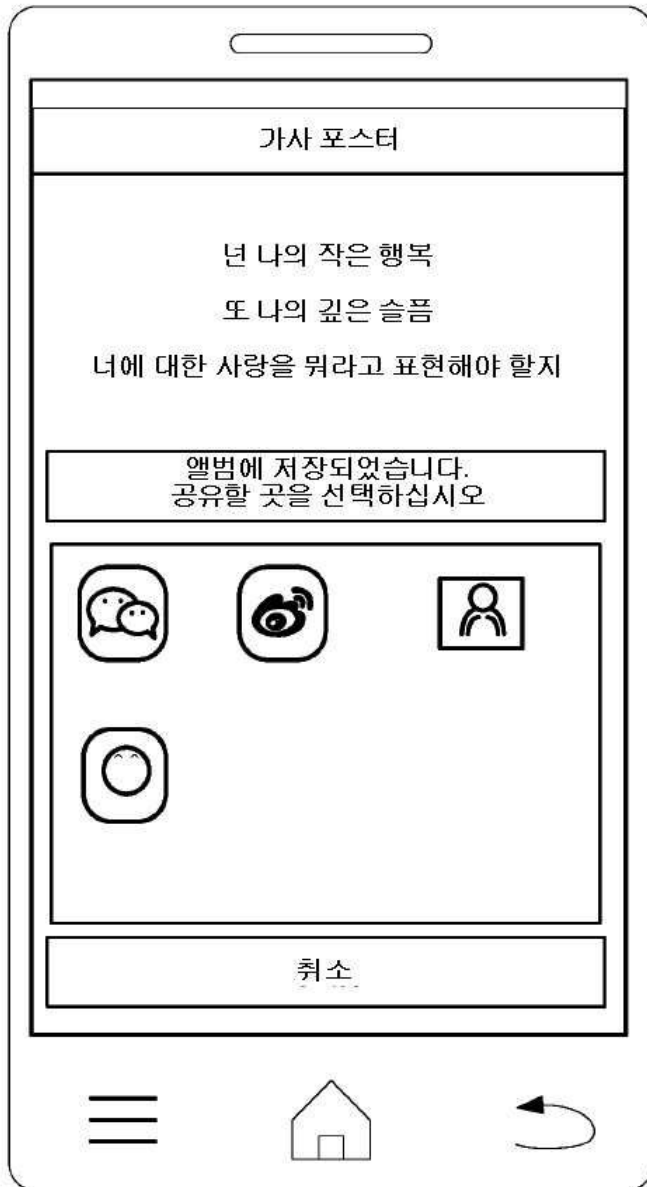 가사 포스터
넌 나의 작은 행복
또 나의 깊은 슬픔
너에 대한 사랑을 뭐라고 표현해야 할지
앨범에 저장되었습니다.
공유할 곳을 선택하십시오
취소